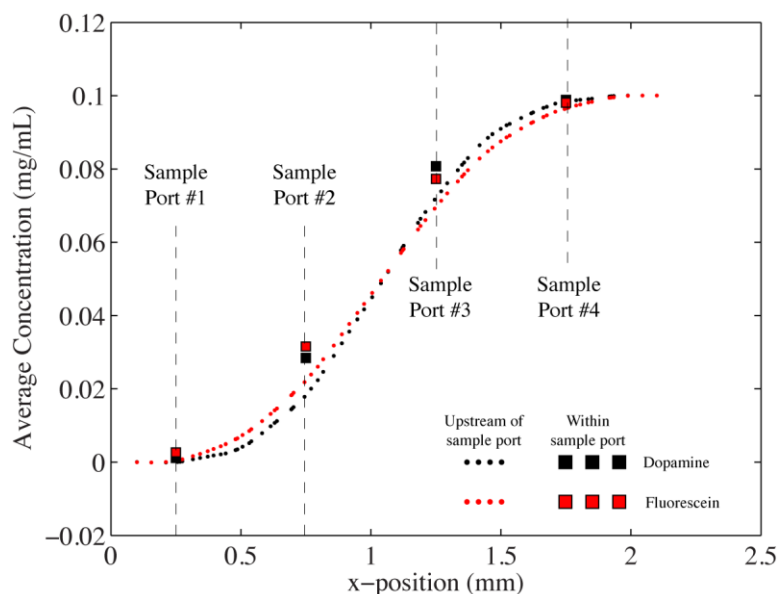 0.12
0.1
0.08
0.06
0.04
0.02
0
−0.02
Average Concentration (mg/mL)
Sample
Port #1
Sample
Port #2
Sample
Port #3
Sample
Port #4
Upstream of
sample port
Within
sample port
Dopamine
Fluorescein
0
0.5
1
1.5
2
2.5
x−position (mm)